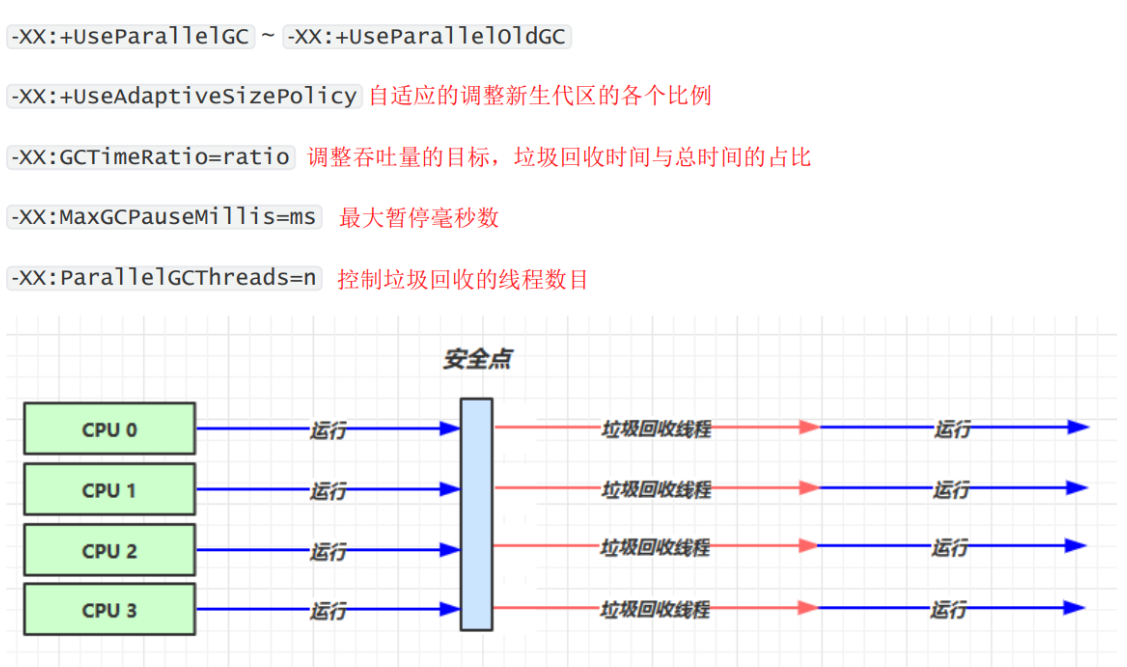 -XX:+UseParallelGC ~ -XX:+UseParallelOldGC
-XX:+UseAdaptiveSizePolicy 自适应的调整新生代区的各个比例
-XX:GCTimeRatio=ratio 调整吞吐量的目标，垃圾回收时间与总时间的占比
-XX:MaxGCPauseMillis=ms 最大暂停毫秒数
-XX:ParallelGCThreads=n 控制垃圾回收的线程数目
安全点
CPU 0 运行 垃圾回收线程 运行
CPU 1 运行 垃圾回收线程 运行
CPU 2 运行 垃圾回收线程 运行
CPU 3 运行 垃圾回收线程 运行